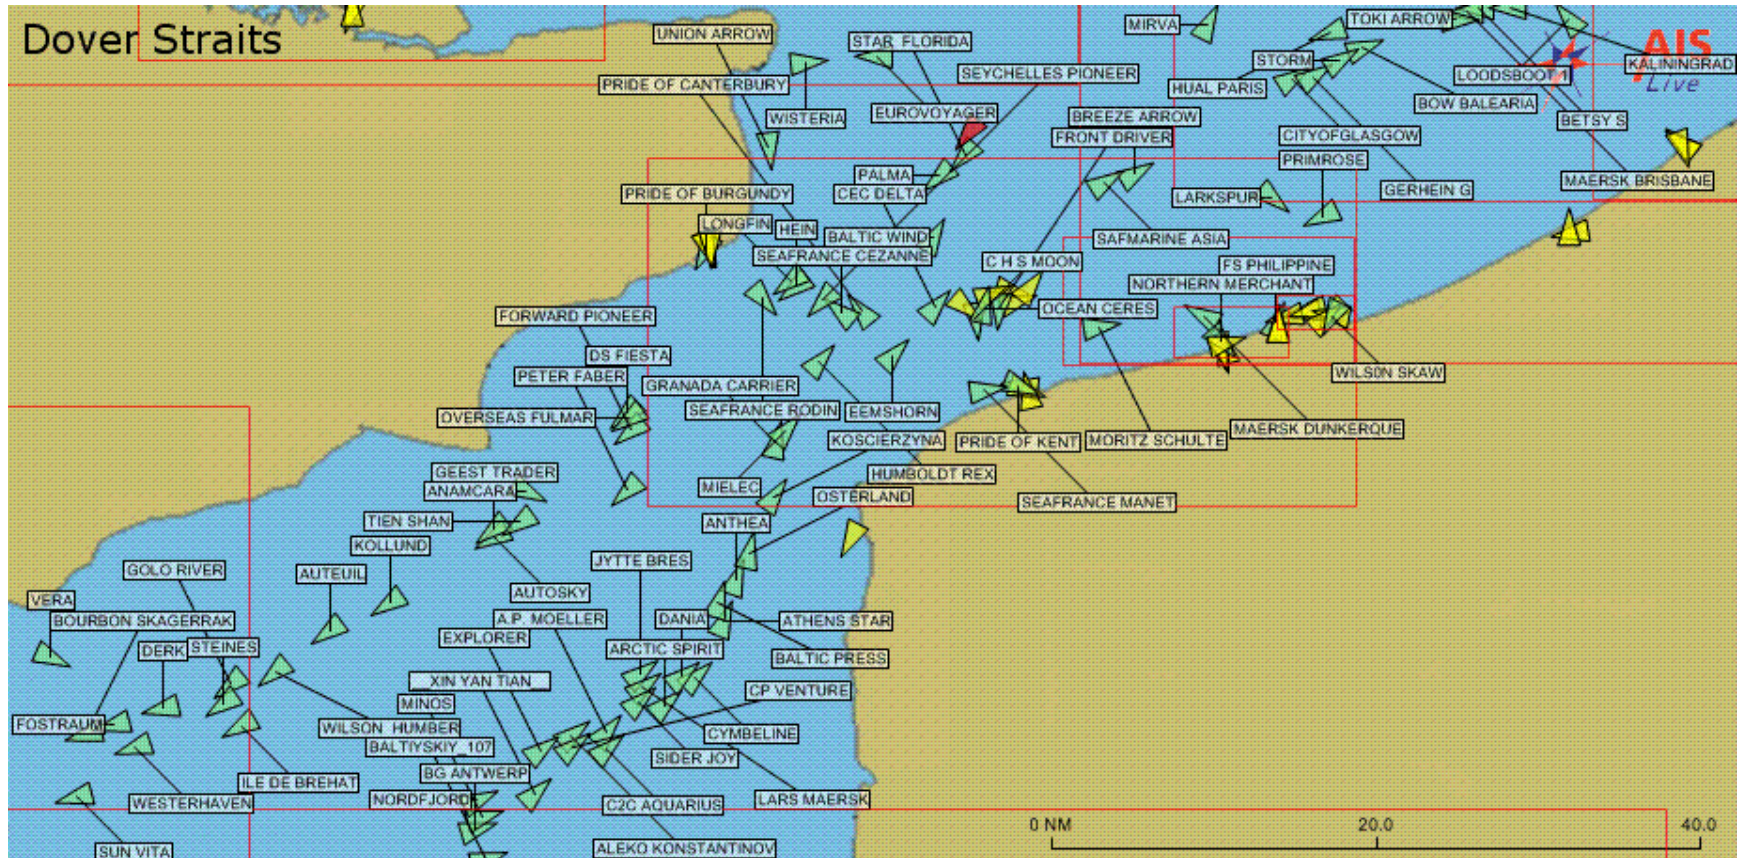 Dover Straits
AIS
Live
UNION ARROW
STAR FLORIDA
MIRVA
TOKI ARROW
SEYCHELLES PIONEER
STORM
KALININGRAD
LOODSBOOT 1
PRIDE OF CANTERBURY
HUAL PARIS
BOW BALEARIA
WISTERIA
EUROVOYAGER
BREEZE ARROW
BETSY S
FRONT DRIVER
CITYOFGLASGOW
PRIMROSE
PALMA
MAERSK BRISBANE
PRIDE OF BURGUNDY
CEC DELTA
LARKSPUR
GERHEIN G
LONGFIN
HEIN
BALTIC WIND
SAFMARINE ASIA
SEAFRANCE CEZANNE
C H S MOON
FS PHILIPPINE
NORTHERN MERCHANT
OCEAN CERES
FORWARD PIONEER
DS FIESTA
PETER FABER
GRANADA CARRIER
WILSON SKAW
OVERSEAS FULMAR
SEAFRANCE RODIN
EEMSHORN
KOSCIERZYNA
PRIDE OF KENT
MORITZ SCHULTE
MAERSK DUNKERQUE
GEEST TRADER
HUMBOLDT REX
ANAMCARA
MIELEC
OSTERLAND
SEAFRANCE MANET
TIEN SHAN
ANTHEA
KOLLUND
JYTTE BRES
GOLO RIVER
AUTEUIL
AUTOSKY
VERA
BOURBON SKAGERRAK
A.P. MOELLER
DANIA
ATHENS STAR
EXPLORER
DERK
STEINES
ARCTIC SPIRIT
BALTIC PRESS
__XIN YAN TIAN__
CP VENTURE
MINOS
FOSTRAUM
WILSON HUMBER
CYMBELINE
BALTIYSKIY_107
SIDER JOY
BG ANTWERP
ILE DE BREHAT
WESTERHAVEN
NORDFJORD
C2C AQUARIUS
LARS MAERSK
SUN VITA
ALEKO KONSTANTINOV
0 NM
20.0
40.0